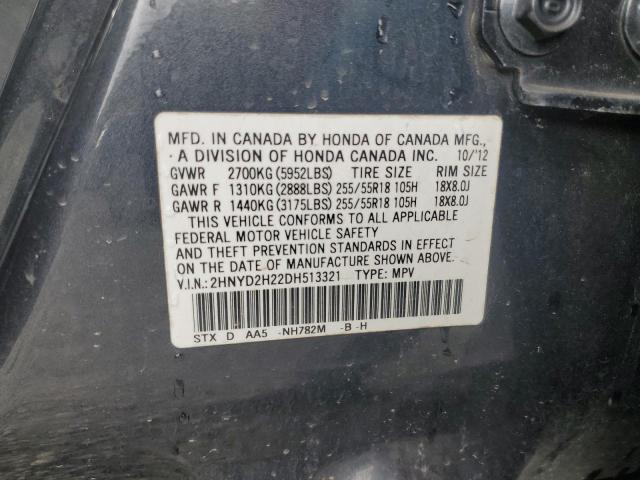 MFD. IN CANADA BY HONDA OF CANADA MFG.,
A DIVISION OF HONDA CANADA INC. 10/'12
GVWR 2700KG(5952LBS) TIRE SIZE RIM SIZE
GAWR F 1310KG(2888LBS) 255/55R18 105H 18X8.0J
GAWR R 1440KG(3175LBS) 255/55R18 105H 18X8.0J
THIS VEHICLE CONFORMS TO ALL APPLICABLE
FEDERAL MOTOR VEHICLE SAFETY
AND THEFT PREVENTION STANDARDS IN EFFECT
ON THE DATE OF MANUFACTURE SHOWN ABOVE.
V.I.N.: 2HNYD2H22DH513321 TYPE: MPV
STX D AA5 -NH782M -B -H